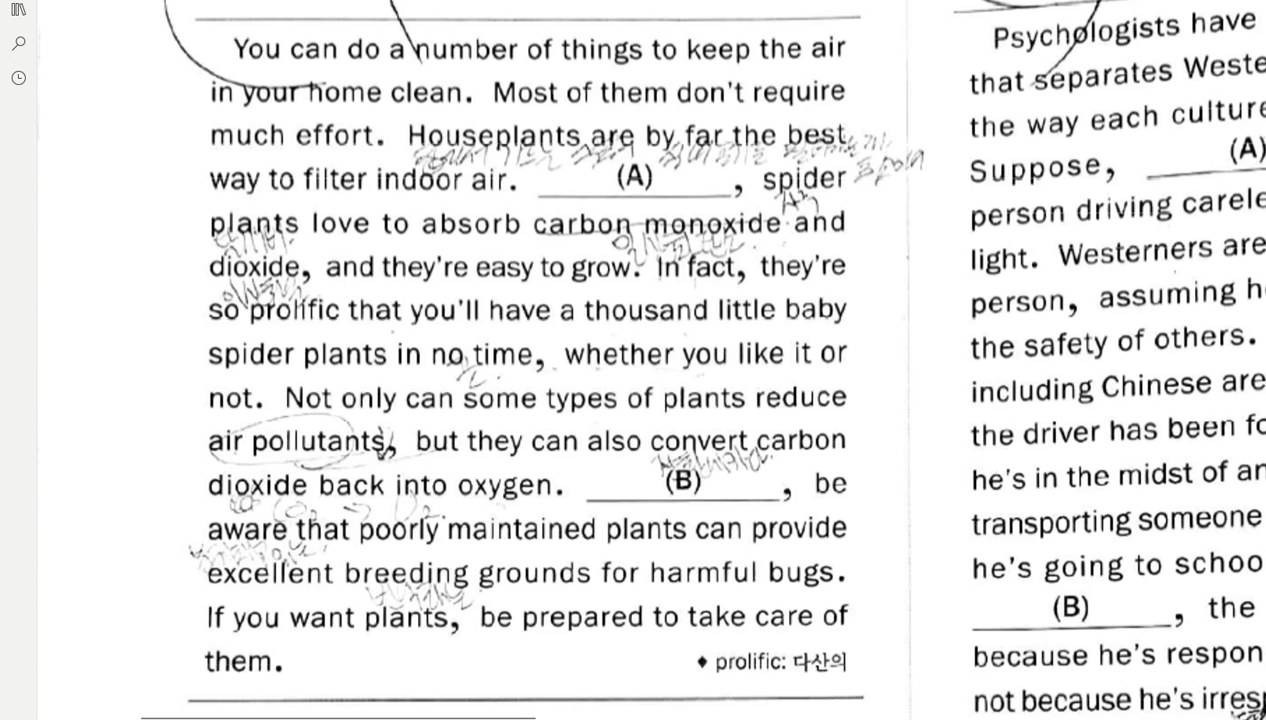 You can do a number of things to keep the air
in your home clean. Most of them don't require
much effort. Houseplants are by far the best
way to filter indoor air. (A) , spider
plants love to absorb carbon monoxide and
dioxide, and they're easy to grow. In fact, they're
so prolific that you'll have a thousand little baby
spider plants in no time, whether you like it or
not. Not only can some types of plants reduce
air pollutants, but they can also convert carbon
dioxide back into oxygen. (B) , be
aware that poorly maintained plants can provide
excellent breeding grounds for harmful bugs.
If you want plants, be prepared to take care of
them.
♦ prolific: 다산의
Psychologists have
that separates Weste
the way each culture
Suppose, (A)
person driving carele
light. Westerners are
person, assuming h
the safety of others.
including Chinese are
the driver has been fo
he's in the midst of an
transporting someone
he's going to schoo
(B) , the
because he's respon
not because he's irresp